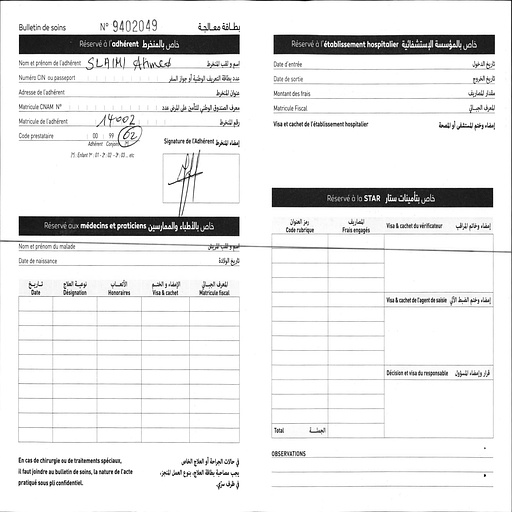 Bulletin de soins N° 9402049 بطاقة معالجة
Réservé à l'adhérent خاص بالمنخرط
Nom et prénom de l'adhérent SLAIMI Ahmed إسم و لقب المنخرط
Numéro CIN ou passeport عدد بطاقة التعريف الوطنية أو جواز السفر
Adresse de l'adhérent عنوان المنخرط
Matricule CNAM N° معرف الصندوق الوطني للتأمين على المرض عدد
Matricule de l'adhérent 14002 رقم المنخرط
Code prestataire 00 99 02
Adhérent Conjoint
(*) Enfant 1er : 01 - 2è : 02 - 3è : 03 ... etc
Signature de l'Adhérent إمضاء المنخرط
Réservé aux médecins et praticiens خاص بالأطباء والممارسين
Nom et prénom du malade إسم و لقب المريض
Date de naissance تاريخ الولادة
تاريخ نوعية العلاج الأتعاب الإمضاء و الختم المعرف الجبائي
Date Désignation Honoraires Visa & cachet Matricule fiscal
En cas de chirurgie ou de traitements spéciaux,
il faut joindre au bulletin de soins, la nature de l'acte
pratiqué sous pli confidentiel.
في حالات الجراحة أو العلاج الخاص
يجب مصاحبة بطاقة العلاج، بنوع العمل المنجز،
في ظرف سري.
Réservé à l'établissement hospitalier خاص بالمؤسسة الإستشفائية
Date d'entrée تاريخ الدخول
Date de sortie تاريخ الخروج
Montant des frais مقدار المصاريف
Matricule Fiscal المعرف الجبائي
Visa et cachet de l'établissement hospitalier إمضاء وختم المستشفى أو المصحة
Réservé à la STAR خاص بتأمينات ستار
رمز العنوان المصاريف
Code rubrique Frais engagés
Visa & cachet du vérificateur إمضاء وخاتم المراقب
Visa & cachet de l'agent de saisie إمضاء وختم الضبط الآلي
Décision et visa du responsable قرار وإمضاء المسؤول
Total الجملة
OBSERVATIONS